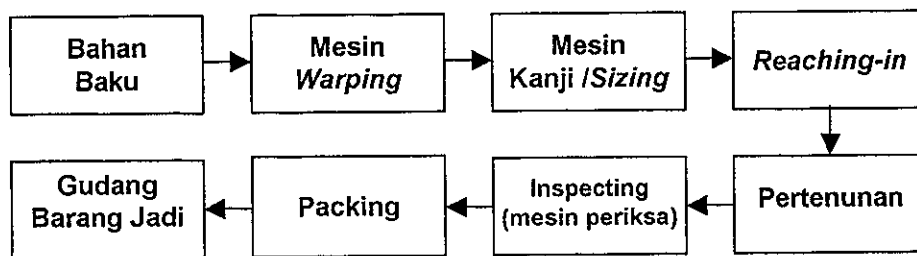 Bahan
Baku
Mesin
Warping
Mesin
Kanji /Sizing
Reaching-in
Gudang
Barang Jadi
Packing
Inspecting
(mesin periksa)
Pertenunan